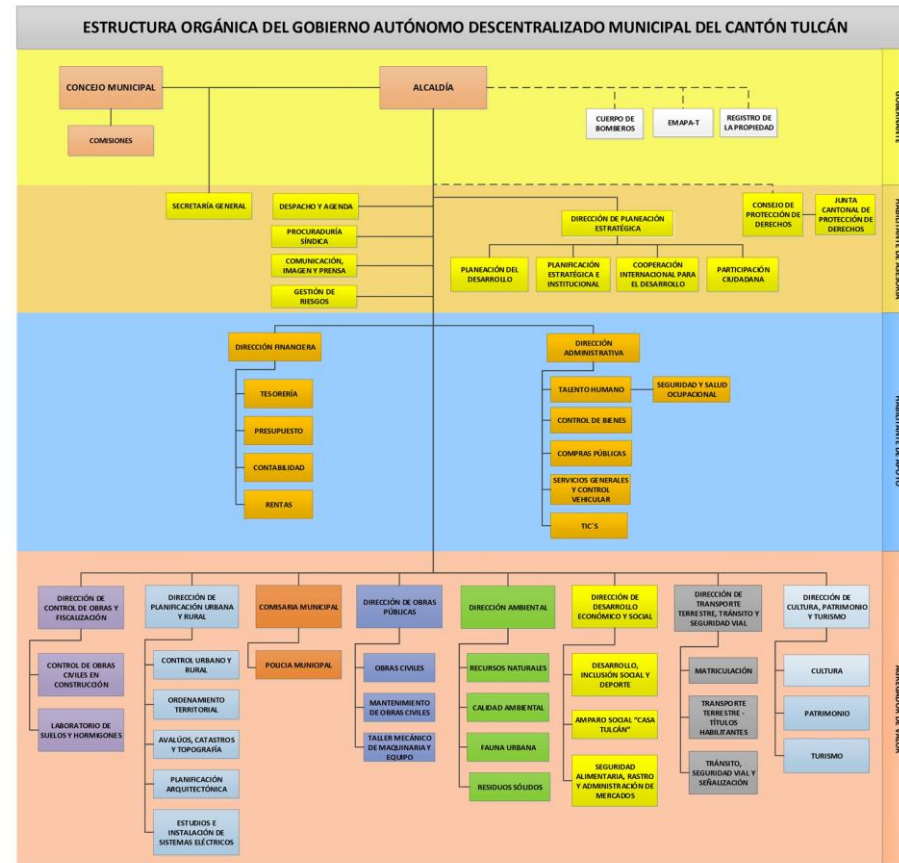 ESTRUCTURA ORGÁNICA DEL GOBIERNO AUTÓNOMO DESCENTRALIZADO MUNICIPAL DEL CANTÓN TULCÁN
CONCEJO MUNICIPAL
ALCALDÍA
COMISIONES
CUERPO DE
BOMBEROS
EMAPA-T
REGISTRO DE
LA PROPIEDAD
GOBERNANTE
SECRETARÍA GENERAL
DESPACHO Y AGENDA
PROCURADURÍA
SÍNDICA
COMUNICACIÓN,
IMAGEN Y PRENSA
GESTIÓN DE
RIESGOS
DIRECCIÓN DE PLANEACIÓN
ESTRATÉGICA
PLANEACIÓN DEL
DESARROLLO
PLANIFICACIÓN
ESTRATÉGICA E
INSTITUCIONAL
COOPERACIÓN
INTERNACIONAL PARA
EL DESARROLLO
PARTICIPACIÓN
CIUDADANA
CONSEJO DE
PROTECCIÓN DE
DERECHOS
JUNTA
CANTONAL DE
PROTECCIÓN DE
DERECHOS
HABILITANTE DE ASESORÍA
DIRECCIÓN FINANCIERA
TESORERÍA
PRESUPUESTO
CONTABILIDAD
RENTAS
DIRECCIÓN
ADMINISTRATIVA
TALENTO HUMANO
SEGURIDAD Y SALUD
OCUPACIONAL
CONTROL DE BIENES
COMPRAS PÚBLICAS
SERVICIOS GENERALES
Y CONTROL
VEHICULAR
TIC´S
HABILITANTE DE APOYO
DIRECCIÓN DE
CONTROL DE OBRAS Y
FISCALIZACIÓN
CONTROL DE OBRAS
CIVILES EN
CONSTRUCCIÓN
LABORATORIO DE
SUELOS Y HORMIGONES
DIRECCIÓN DE
PLANIFICACIÓN URBANA
Y RURAL
CONTROL URBANO Y
RURAL
ORDENAMIENTO
TERRITORIAL
AVALÚOS, CATASTROS
Y TOPOGRAFÍA
PLANIFICACIÓN
ARQUITECTÓNICA
ESTUDIOS E
INSTALACIÓN DE
SISTEMAS ELÉCTRICOS
COMISARIA MUNICIPAL
POLICIA MUNICIPAL
DIRECCIÓN DE OBRAS
PÚBLICAS
OBRAS CIVILES
MANTENIMIENTO
DE OBRAS CIVILES
TALLER MECÁNICO
DE MAQUINARIA Y
EQUIPO
DIRECCIÓN AMBIENTAL
RECURSOS NATURALES
CALIDAD AMBIENTAL
FAUNA URBANA
RESIDUOS SÓLIDOS
DIRECCIÓN DE
DESARROLLO
ECONÓMICO Y SOCIAL
DESARROLLO,
INCLUSIÓN SOCIAL Y
DEPORTE
AMPARO SOCIAL "CASA
TULCÁN"
SEGURIDAD
ALIMENTARIA, RASTRO
Y ADMINISTRACIÓN DE
MERCADOS
DIRECCIÓN DE
TRANSPORTE
TERRESTRE, TRÁNSITO Y
SEGURIDAD VIAL
MATRICULACIÓN
TRANSPORTE
TERRESTRE -
TÍTULOS
HABILITANTES
TRÁNSITO,
SEGURIDAD VIAL Y
SEÑALIZACIÓN
DIRECCIÓN DE
CULTURA, PATRIMONIO
Y TURISMO
CULTURA
PATRIMONIO
TURISMO
AGREGADOR DE VALOR